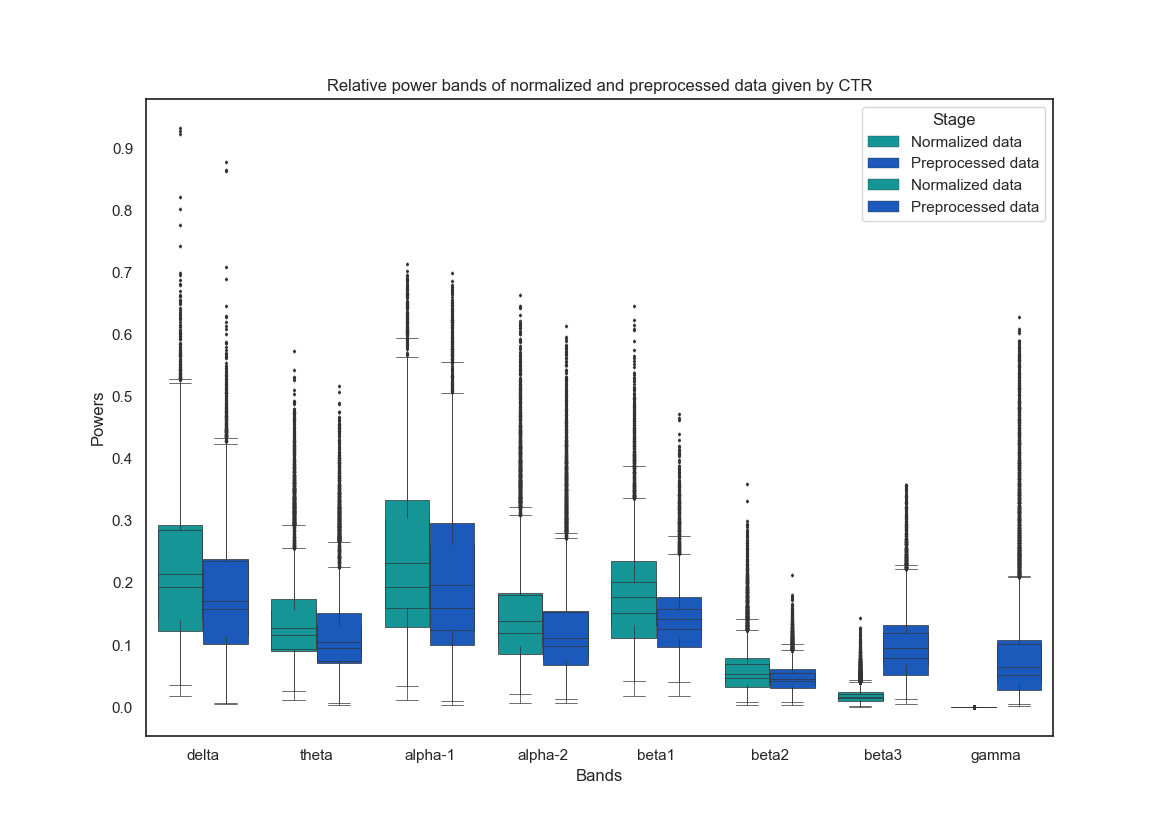 Relative power bands of normalized and preprocessed data given by CTR
Stage
Normalized data
Preprocessed data
Normalized data
Preprocessed data
Powers
0.9
0.8
0.7
0.6
0.5
0.4
0.3
0.2
0.1
0.0
delta theta alpha-1 alpha-2 beta1 beta2 beta3 gamma
Bands